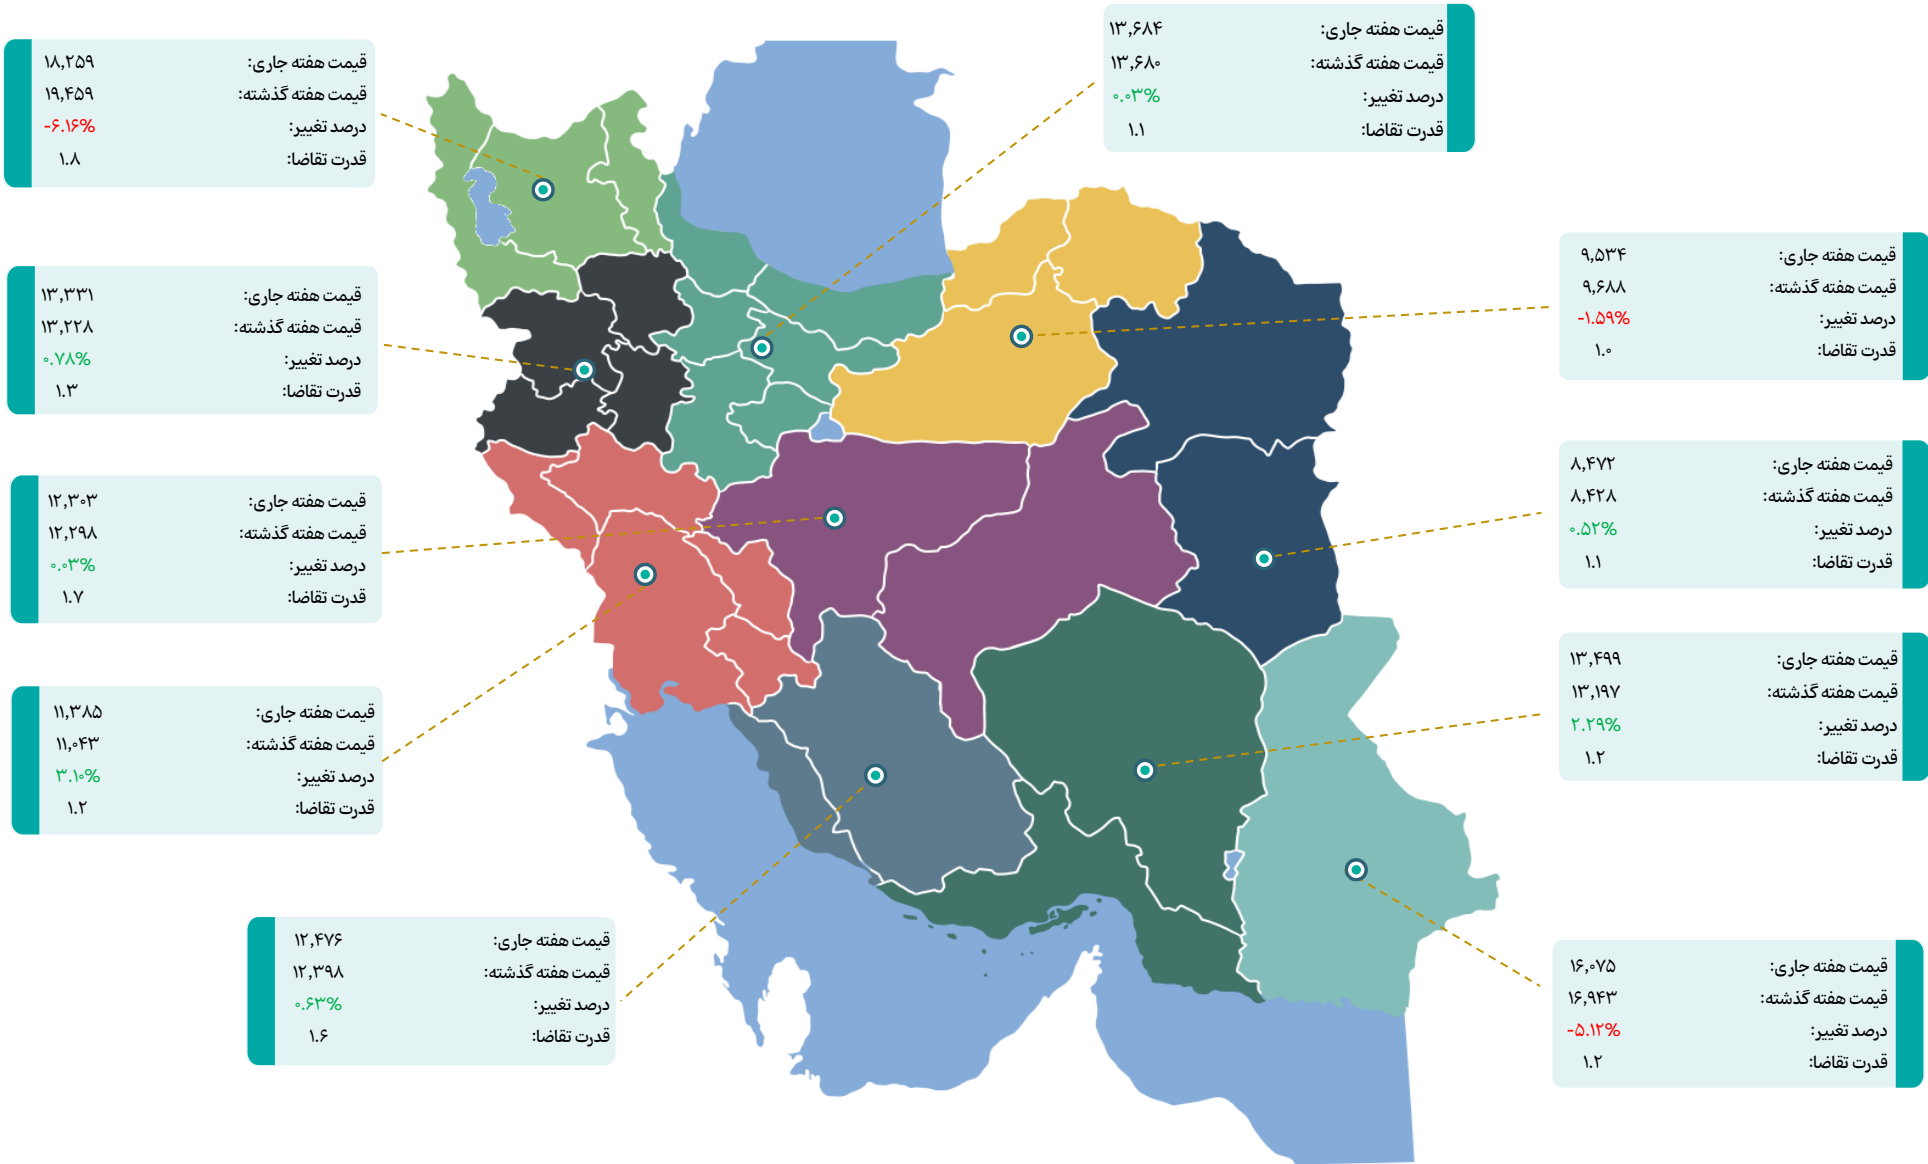 قیمت هفته جاری: ۱۳,۶۸۴
قیمت هفته گذشته: ۱۳,۶۸۰
درصد تغییر: ۰.۰۳%
قدرت تقاضا: ۱.۱
قیمت هفته جاری: ۱۸,۲۵۹
قیمت هفته گذشته: ۱۹,۴۵۹
درصد تغییر: -۶.۱۶%
قدرت تقاضا: ۱.۸
قیمت هفته جاری: ۹,۵۳۴
قیمت هفته گذشته: ۹,۶۸۸
درصد تغییر: -۱.۵۹%
قدرت تقاضا: ۱.۰
قیمت هفته جاری: ۱۳,۳۳۱
قیمت هفته گذشته: ۱۳,۲۲۸
درصد تغییر: ۰.۷۸%
قدرت تقاضا: ۱.۳
قیمت هفته جاری: ۸,۴۷۲
قیمت هفته گذشته: ۸,۴۲۸
درصد تغییر: ۰.۵۲%
قدرت تقاضا: ۱.۱
قیمت هفته جاری: ۱۲,۳۰۳
قیمت هفته گذشته: ۱۲,۲۹۸
درصد تغییر: ۰.۰۳%
قدرت تقاضا: ۱.۷
قیمت هفته جاری: ۱۳,۴۹۹
قیمت هفته گذشته: ۱۳,۱۹۷
درصد تغییر: ۲.۲۹%
قدرت تقاضا: ۱.۲
قیمت هفته جاری: ۱۱,۳۸۵
قیمت هفته گذشته: ۱۱,۰۴۳
درصد تغییر: ۳.۱۰%
قدرت تقاضا: ۱.۲
قیمت هفته جاری: ۱۶,۰۷۵
قیمت هفته گذشته: ۱۶,۹۴۳
درصد تغییر: -۵.۱۲%
قدرت تقاضا: ۱.۲
قیمت هفته جاری: ۱۲,۴۷۶
قیمت هفته گذشته: ۱۲,۳۹۸
درصد تغییر: ۰.۶۳%
قدرت تقاضا: ۱.۶